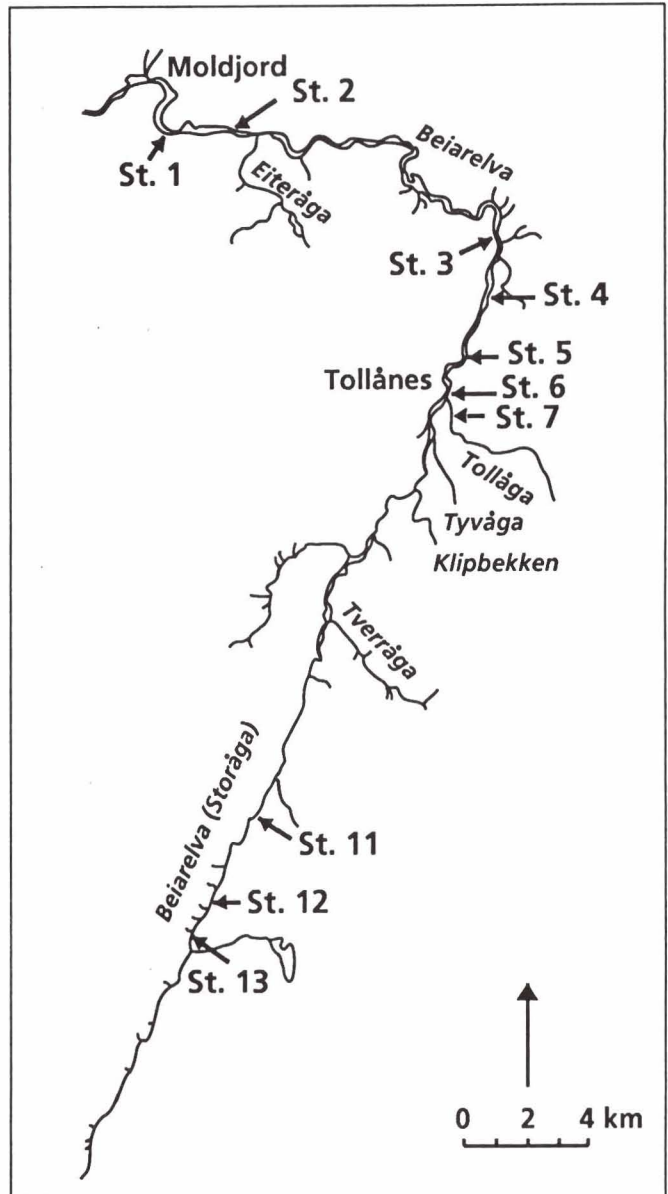 Moldjord
St. 2
St. 1
Eiteråga
Beiarelva
St. 3
St. 4
St. 5
Tollånes
St. 6
St. 7
Tollåga
Tyvåga
Klipbekken
Tverråga
Beiarelva (Storåga)
St. 11
St. 12
St. 13
0 2 4 km